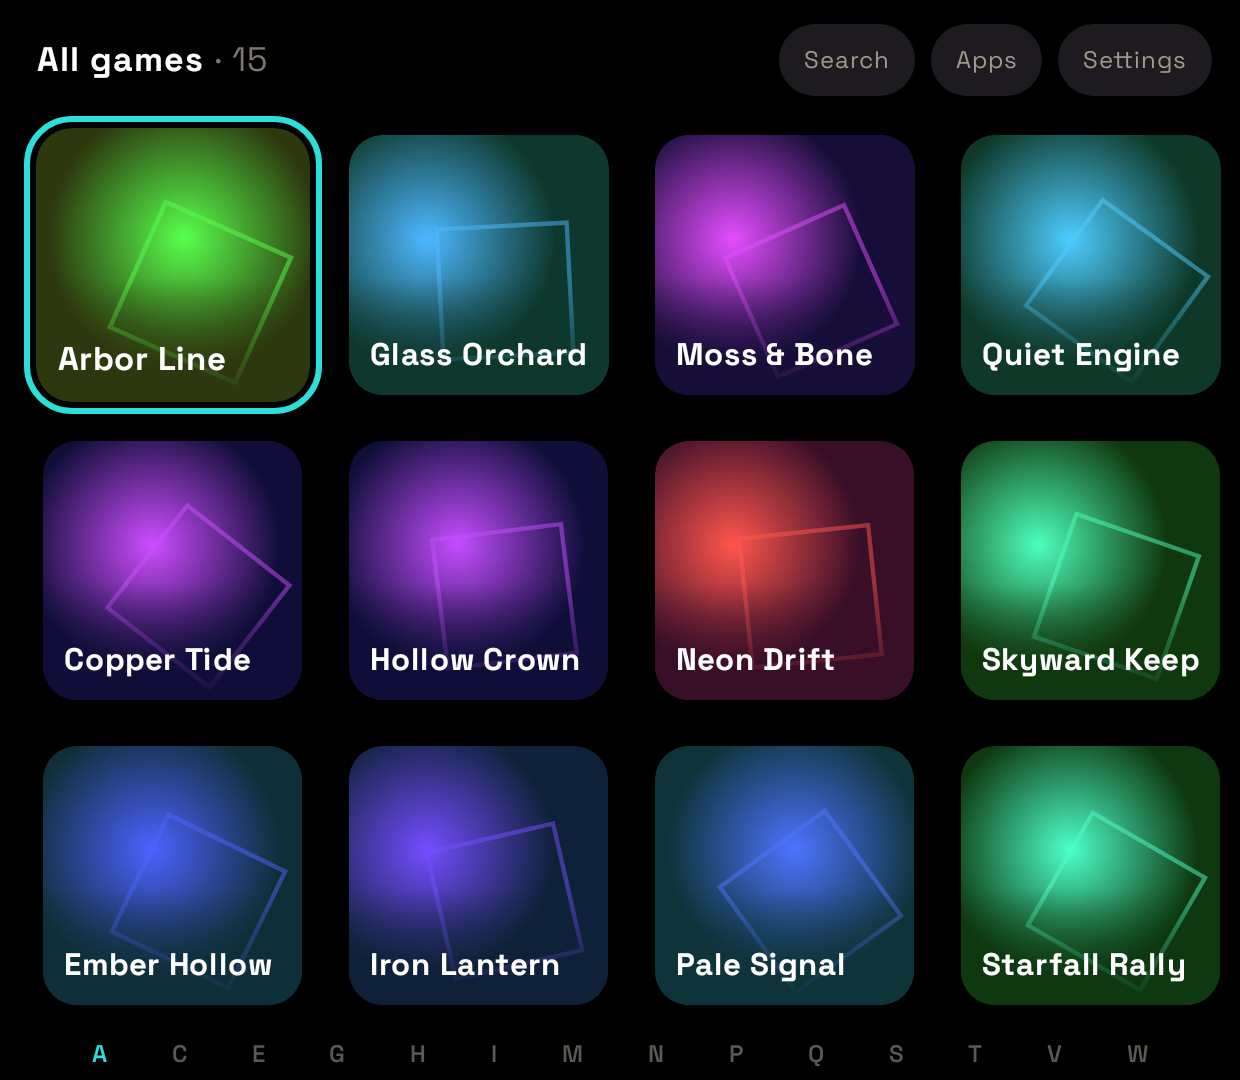 All games · 15
Search
Apps
Settings
Arbor Line
Glass Orchard
Moss & Bone
Quiet Engine
Copper Tide
Hollow Crown
Neon Drift
Skyward Keep
Ember Hollow
Iron Lantern
Pale Signal
Starfall Rally
A C E G H I M N P Q S T V W